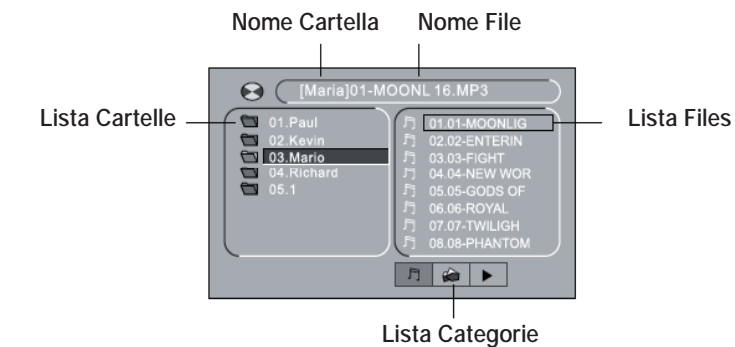 Nome Cartella
Nome File
[Maria]01-MOONL 16.MP3
Lista Cartelle
01.Paul
02.Kevin
03.Mario
04.Richard
05.1
01.01-MOONLIG
02.02-ENTERIN
03.03-FIGHT
04.04-NEW WOR
05.05-GODS OF
06.06-ROYAL
07.07-TWILIGH
08.08-PHANTOM
Lista Files
Lista Categorie